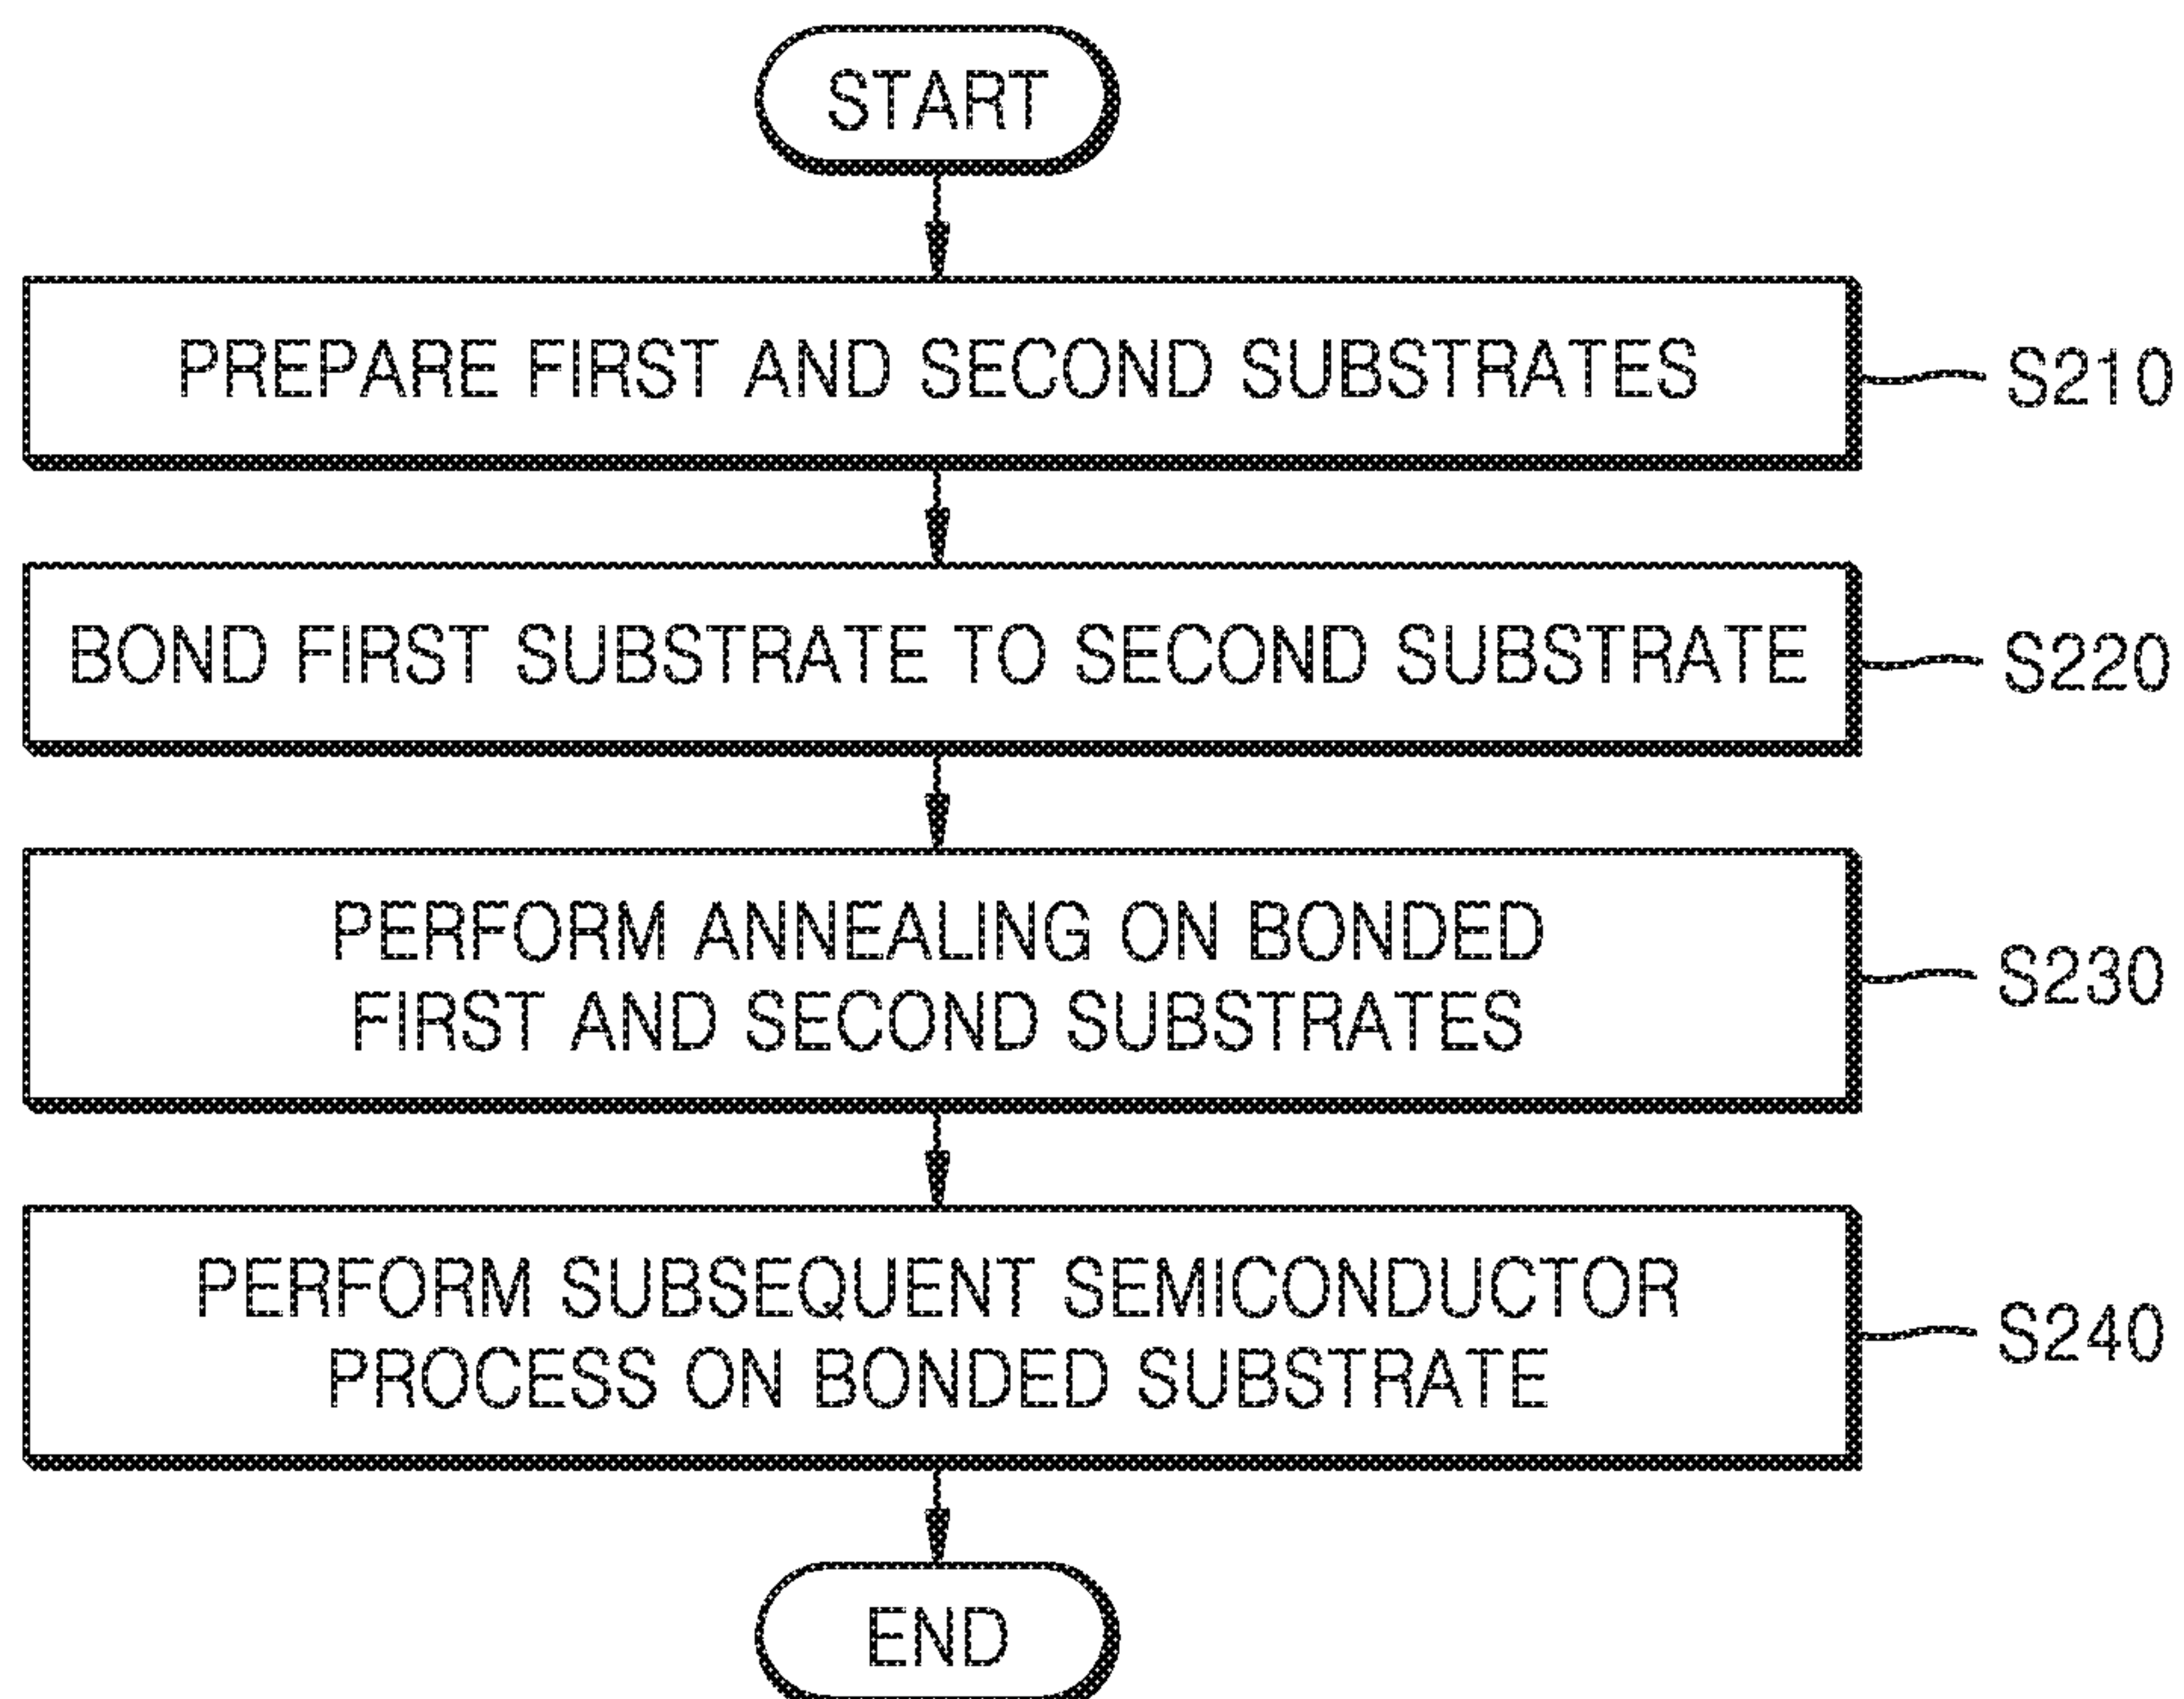 START
PREPARE FIRST AND SECOND SUBSTRATES
S210
BOND FIRST SUBSTRATE TO SECOND SUBSTRATE
S220
PERFORM ANNEALING ON BONDED
FIRST AND SECOND SUBSTRATES
S230
PERFORM SUBSEQUENT SEMICONDUCTOR
PROCESS ON BONDED SUBSTRATE
S240
END